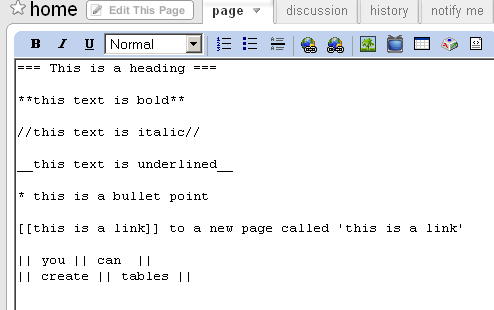 home Edit This Page page discussion history notify me
B I U Normal
=== This is a heading ===
**this text is bold**
//this text is italic//
__this text is underlined__
* this is a bullet point
[[this is a link]] to a new page called 'this is a link'
|| you || can ||
|| create || tables ||